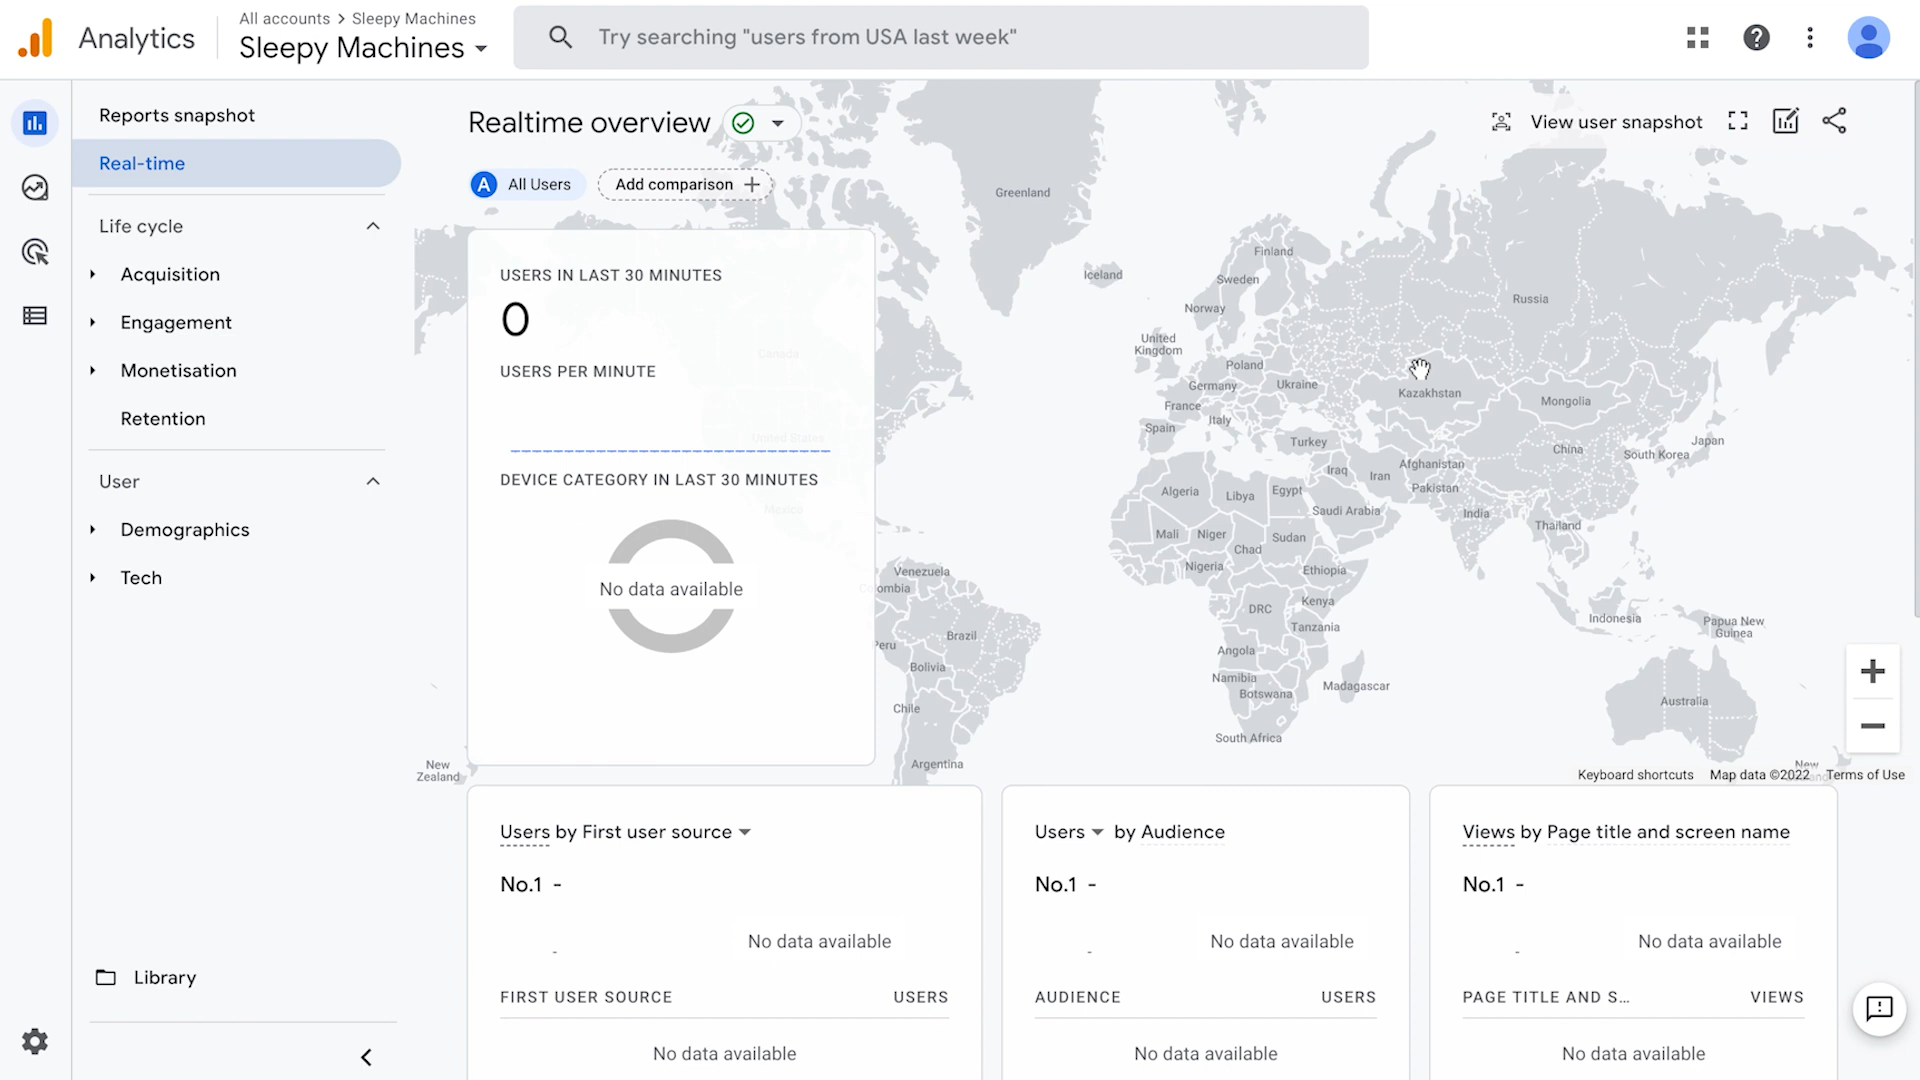 Analytics
All accounts > Sleepy Machines
Sleepy Machines
Try searching "users from USA last week"
Reports snapshot
Real-time
Life cycle
Acquisition
Engagement
Monetisation
Retention
User
Demographics
Tech
Library
Realtime overview
View user snapshot
A All Users
Add comparison +
USERS IN LAST 30 MINUTES
0
USERS PER MINUTE
DEVICE CATEGORY IN LAST 30 MINUTES
No data available
Greenland
Iceland
Finland
Sweden
Norway
Russia
United
Kingdom
Poland
Germany
Ukraine
France
Kazakhstan
Mongolia
Italy
Spain
Turkey
Japan
China
South Korea
Canada
United States
Mexico
Iraq
Iran
Afghanistan
Pakistan
Algeria
Libya
Egypt
Saudi Arabia
India
Thailand
Mali
Niger
Chad
Sudan
Nigeria
Ethiopia
Venezuela
Colombia
DRC
Kenya
Tanzania
Indonesia
Papua New
Guinea
Brazil
Peru
Bolivia
Angola
Namibia
Botswana
Madagascar
Australia
Chile
South Africa
Argentina
New
Zealand
New
Zealand
Keyboard shortcuts
Map data ©2022
Terms of Use
Users by First user source
No.1 -
-
No data available
FIRST USER SOURCE USERS
No data available
Users by Audience
No.1 -
-
No data available
AUDIENCE USERS
No data available
Views by Page title and screen name
No.1 -
-
No data available
PAGE TITLE AND S... VIEWS
No data available